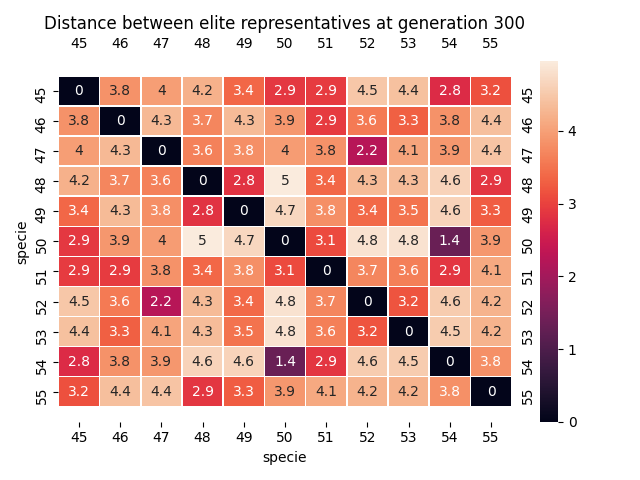 Distance between elite representatives at generation 300
45 46 47 48 49 50 51 52 53 54 55
45 0 3.8 4 4.2 3.4 2.9 2.9 4.5 4.4 2.8 3.2 45
46 3.8 0 4.3 3.7 4.3 3.9 2.9 3.6 3.3 3.8 4.4 46
47 4 4.3 0 3.6 3.8 4 3.8 2.2 4.1 3.9 4.4 47
48 4.2 3.7 3.6 0 2.8 5 3.4 4.3 4.3 4.6 2.9 48
49 3.4 4.3 3.8 2.8 0 4.7 3.8 3.4 3.5 4.6 3.3 49
50 2.9 3.9 4 5 4.7 0 3.1 4.8 4.8 1.4 3.9 50
51 2.9 2.9 3.8 3.4 3.8 3.1 0 3.7 3.6 2.9 4.1 51
52 4.5 3.6 2.2 4.3 3.4 4.8 3.7 0 3.2 4.6 4.2 52
53 4.4 3.3 4.1 4.3 3.5 4.8 3.6 3.2 0 4.5 4.2 53
54 2.8 3.8 3.9 4.6 4.6 1.4 2.9 4.6 4.5 0 3.8 54
55 3.2 4.4 4.4 2.9 3.3 3.9 4.1 4.2 4.2 3.8 0 55
45 46 47 48 49 50 51 52 53 54 55
specie
specie
4
3
2
1
0